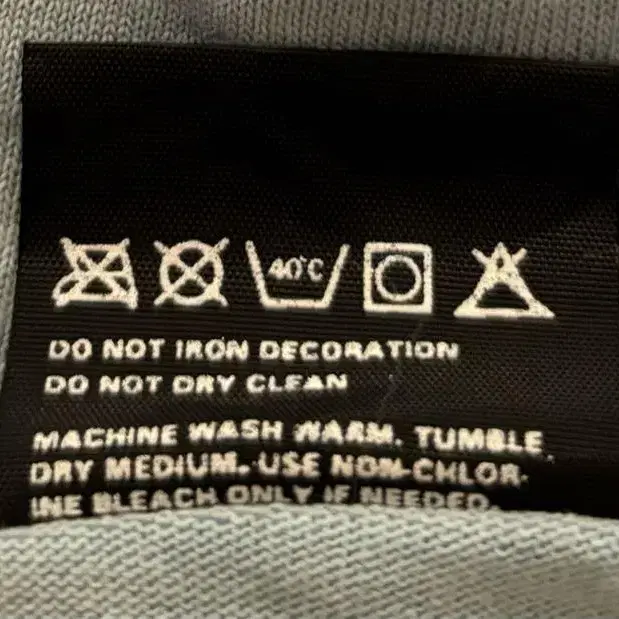 40°C
DO NOT IRON DECORATION
DO NOT DRY CLEAN
MACHINE WASH WARM. TUMBLE
DRY MEDIUM. USE NON-CHLOR-
INE BLEACH ONLY IF NEEDED.